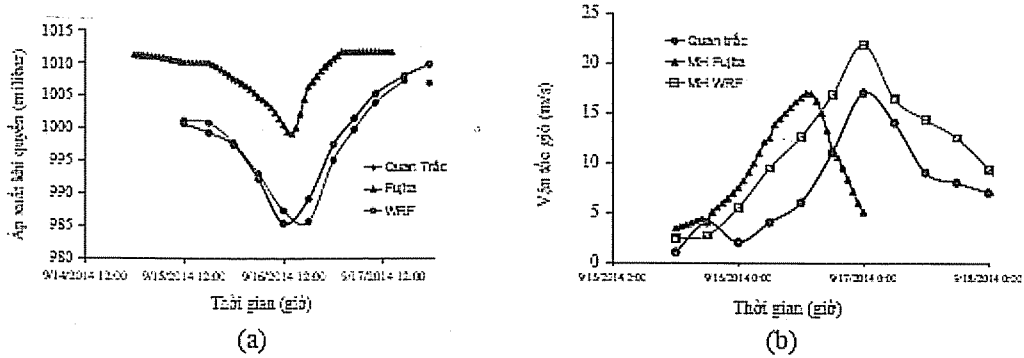 Áp xuất khí quyển (milibar)
1015
1010
1005
1000
995
990
985
980
Quan Trắc
Fujita
WRF
9/14/2014 12:00
9/15/2014 12:00
9/16/2014 12:00
9/17/2014 12:00
Thời gian (giờ)
(a)
Vận tốc gió (m/s)
25
20
15
10
5
0
Quan trắc
MH Fujita
MH WRF
9/16/2014 0:00
9/17/2014 0:00
9/18/2014 0:00
Thời gian (giờ)
(b)